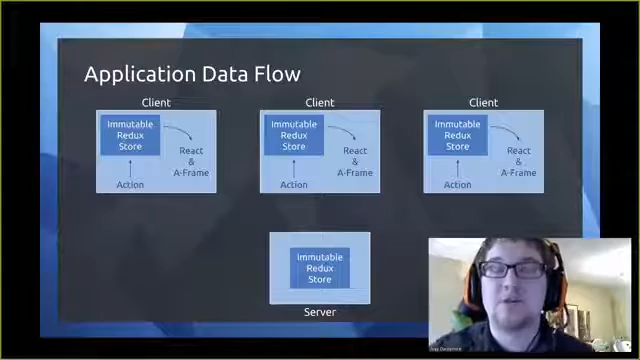 Application Data Flow
Client
Immutable
Redux
Store
React
&
A-Frame
Action
Client
Immutable
Redux
Store
React
&
A-Frame
Action
Client
Immutable
Redux
Store
React
&
A-Frame
Action
Immutable
Redux
Store
Server